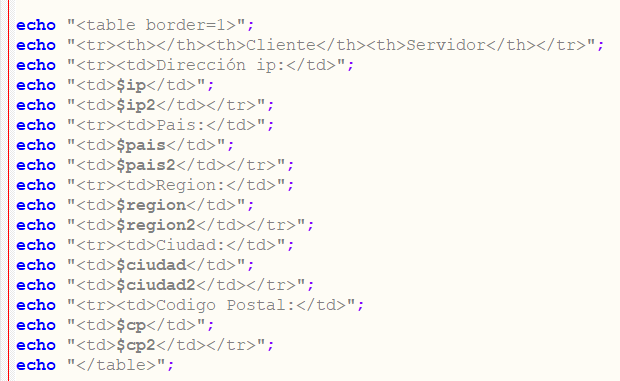 echo "<table border=1>";
echo "<tr><th></th><th>Cliente</th><th>Servidor</th></tr>";
echo "<tr><td>Dirección ip:</td>";
echo "<td>$ip</td>";
echo "<td>$ip2</td></tr>";
echo "<tr><td>Pais:</td>";
echo "<td>$pais</td>";
echo "<td>$pais2</td></tr>";
echo "<tr><td>Region:</td>";
echo "<td>$region</td>";
echo "<td>$region2</td></tr>";
echo "<tr><td>Ciudad:</td>";
echo "<td>$ciudad</td>";
echo "<td>$ciudad2</td></tr>";
echo "<tr><td>Codigo Postal:</td>";
echo "<td>$cp</td>";
echo "<td>$cp2</td></tr>";
echo "</table>";